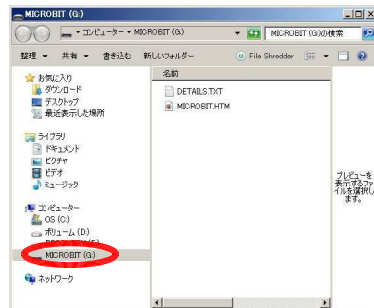 MICROBIT (G:)
▸ コンピューター ▸ MICROBIT (G:)
MICROBIT (G:)の検索
整理 ▼ 共有 ▼ 書き込む 新しいフォルダー File Shredder
お気に入り
ダウンロード
デスクトップ
最近表示した場所
ライブラリ
ドキュメント
ピクチャ
ビデオ
ミュージック
コンピューター
OS (C:)
ボリューム (D:)
MICROBIT (G:)
ネットワーク
名前
DETAILS.TXT
MICROBIT.HTM
プレビューを
表示するファ
イルを選択し
ます。